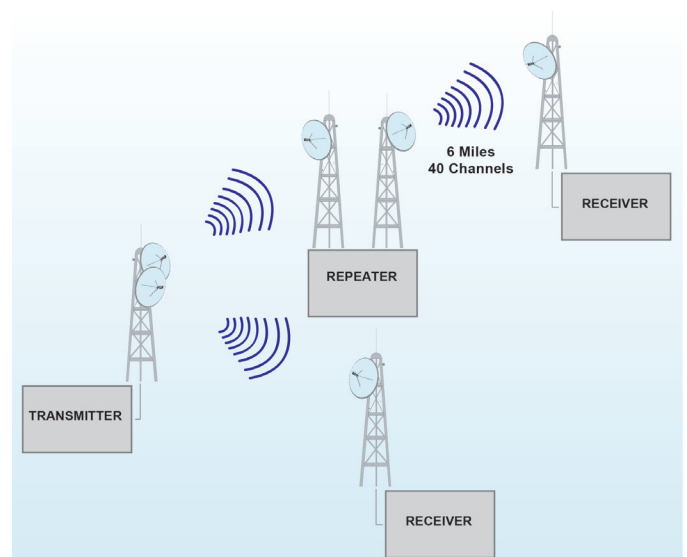 6 Miles
40 Channels
RECEIVER
REPEATER
TRANSMITTER
RECEIVER